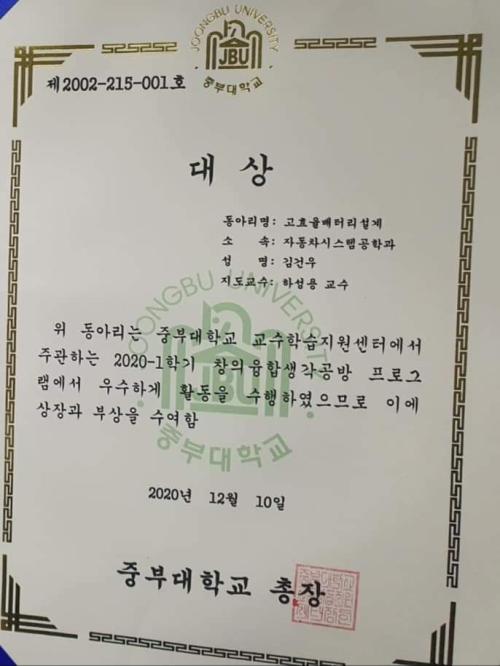 JOONGBU UNIVERSITY
JBU
중부대학교
제2002-215-001호
대 상
동아리명: 고효율배터리설계
소 속: 자동차시스템공학과
성 명: 김건우
지도교수: 하성용 교수
JOONGBU UNIVERSITY
위 동아리는 중부대학교 교수학습지원센터에서
주관하는 2020-1학기 창의융합생각공방 프로그
램에서 우수하게 활동을 수행하였으므로 이에
상장과 부상을 수여함
중부대학교
2020년 12월 10일
중부대학교 총장